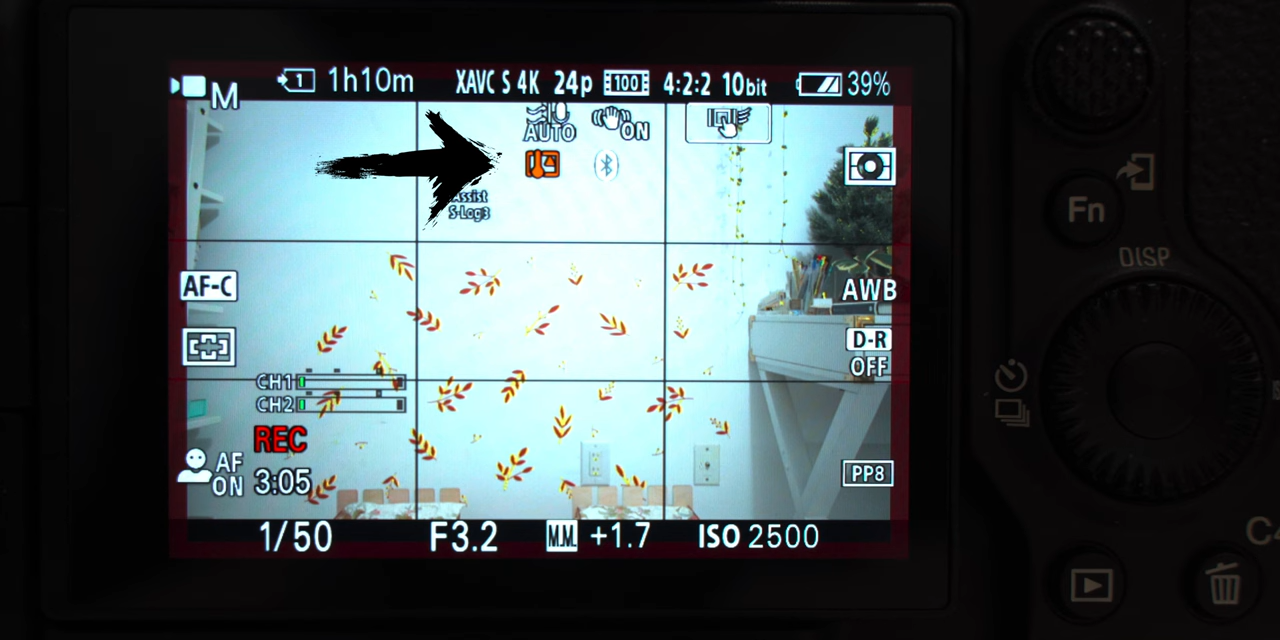 M 1 1h10m XAVC S 4K 24p 100 4:2:2 10bit 39%
AUTO ON
Assist
S-Log3
Fn
DISP
AF-C
AWB
D-R
OFF
CH1
CH2
REC
AF
ON
3:05
PP8
1/50 F3.2 M.M. +1.7 ISO 2500